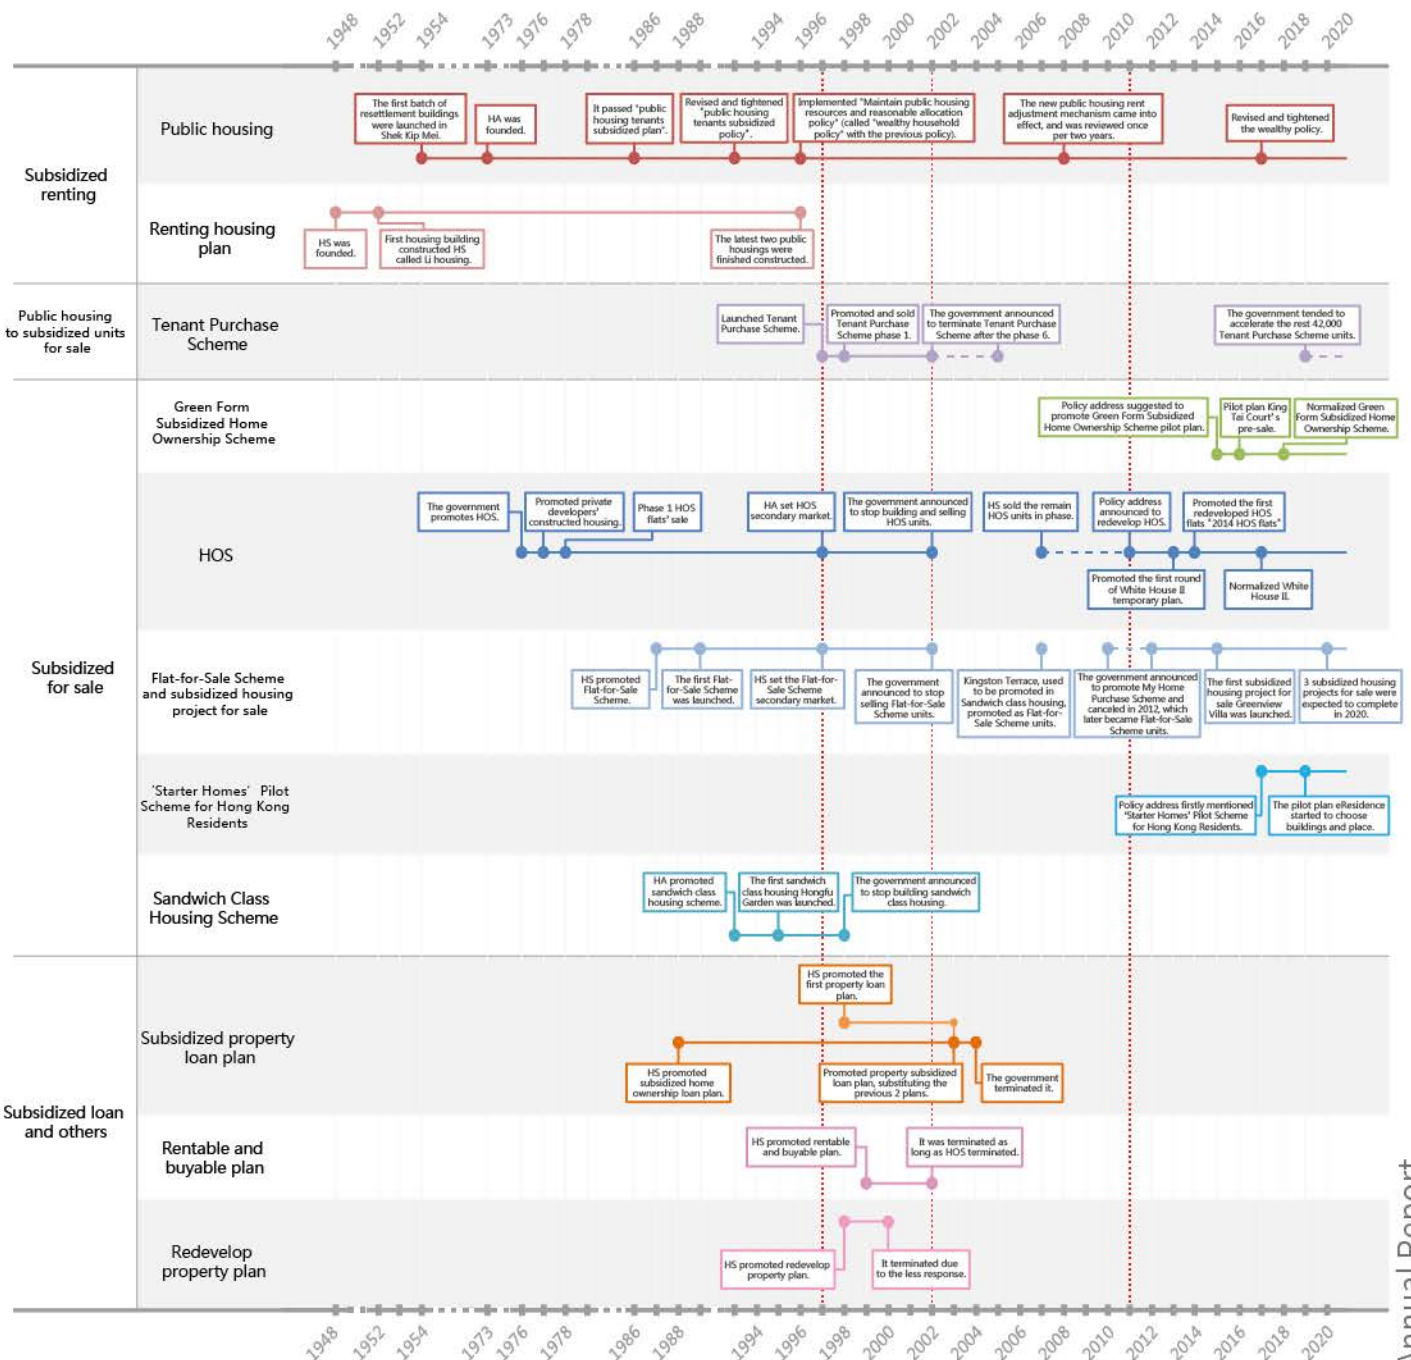 1948 1952 1954 1973 1976 1978 1986 1988 1994 1996 1998 2000 2002 2004 2006 2008 2010 2012 2014 2016 2018 2020
Subsidized
renting
Public housing
The first batch of
resettlement buildings
were launched in
Shek Kip Mei.
HA was
founded.
It passed "public
housing tenants
subsidized plan".
Revised and tightened
"public housing
tenants subsidized
policy".
Implemented "Maintain public housing
resources and reasonable allocation
policy" (called "wealthy household
policy" with the previous policy).
The new public housing rent
adjustment mechanism came into
effect, and was reviewed once
per two years.
Revised and tightened
the wealthy policy.
Renting housing
plan
HS was
founded.
First housing building
constructed HS
called Li housing.
The latest two public
housings were
finished constructed.
Public housing
to subsidized units
for sale
Tenant Purchase
Scheme
Launched Tenant
Purchase Scheme.
Promoted and sold
Tenant Purchase
Scheme phase 1.
The government announced
to terminate Tenant Purchase
Scheme after the phase 6.
The government tended to
accelerate the rest 42,000
Tenant Purchase Scheme units.
Subsidized
for sale
Green Form
Subsidized Home
Ownership Scheme
Policy address suggested to
promote Green Form Subsidized
Home Ownership Scheme pilot plan.
Pilot plan King
Tai Court's
pre-sale.
Normalized Green
Form Subsidized Home
Ownership Scheme.
HOS
The government
promotes HOS.
Promoted private
developers'
constructed housing.
Phase 1 HOS
flats' sale
HA set HOS
secondary market.
The government announced
to stop building and selling
HOS units.
HS sold the remain
HOS units in phase.
Policy address
announced to
redevelop HOS.
Promoted the first
redeveloped HOS
flats "2014 HOS flats"
Promoted the first round
of White House II
temporary plan.
Normalized White
House II.
Flat-for-Sale Scheme
and subsidized housing
project for sale
HS promoted
Flat-for-Sale
Scheme.
The first Flat-
for-Sale Scheme
was launched.
HS set the Flat-for-
Sale Scheme
secondary market.
The government
announced to stop
selling Flat-for-Sale
Scheme units.
Kingston Terrace, used
to be promoted in
Sandwich class housing,
promoted as Flat-for-
Sale Scheme units.
The government announced
to promote My Home
Purchase Scheme and
canceled in 2012, which
later became Flat-for-Sale
Scheme units.
The first subsidized
housing project for
sale Greenview
Villa was launched.
3 subsidized housing
projects for sale were
expected to complete
in 2020.
'Starter Homes' Pilot
Scheme for Hong Kong
Residents
Policy address firstly mentioned
'Starter Homes' Pilot Scheme
for Hong Kong Residents.
The pilot plan eResidence
started to choose
buildings and place.
Sandwich Class
Housing Scheme
HA promoted
sandwich class
housing scheme.
The first sandwich
class housing Hongfu
Garden was launched.
The government announced
to stop building sandwich
class housing.
Subsidized loan
and others
Subsidized property
loan plan
HS promoted the
first property loan
plan.
HS promoted
subsidized home
ownership loan plan.
Promoted property subsidized
loan plan, substituting the
previous 2 plans.
The government
terminated it.
Rentable and
buyable plan
HS promoted rentable
and buyable plan.
It was terminated as
long as HOS terminated.
Redevelop
property plan
HS promoted redevelop
property plan.
It terminated due
to the less response.
1948 1952 1954 1973 1976 1978 1986 1988 1994 1996 1998 2000 2002 2004 2006 2008 2010 2012 2014 2016 2018 2020
Annual Report